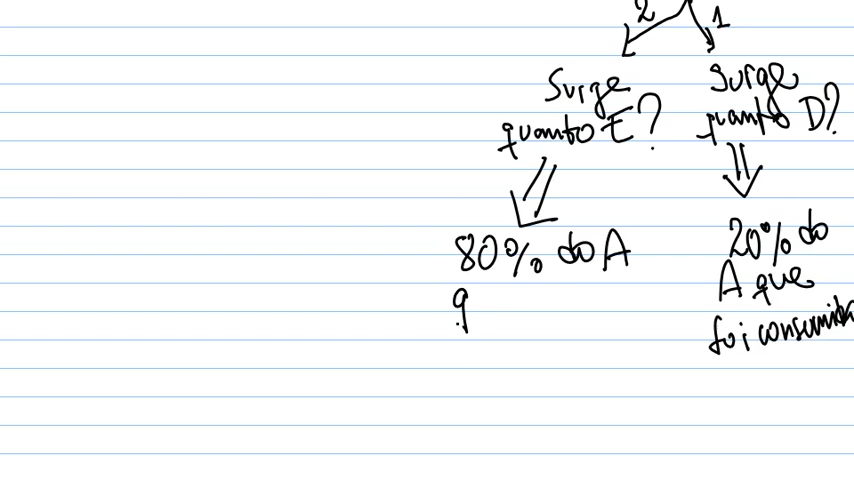 2 1
Surge
quanto E?
Surge
quanto D?
80% do A
q
20% do
A que
foi consumido